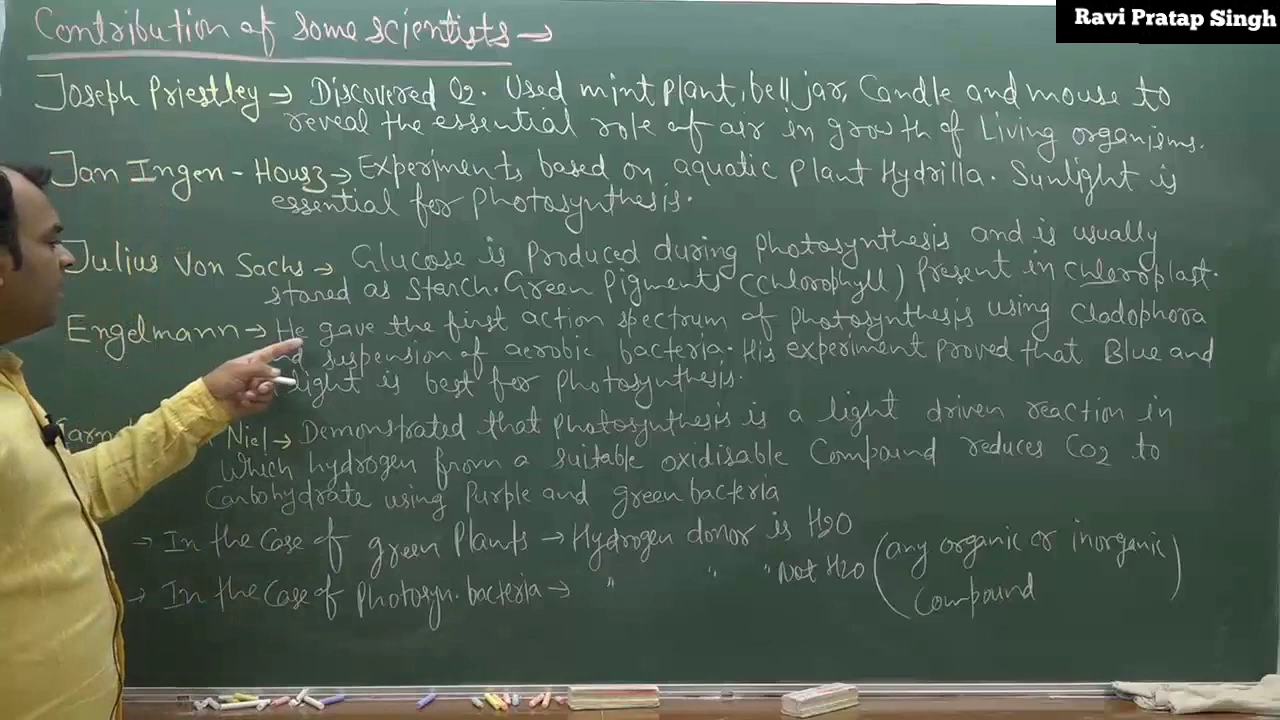 Ravi Pratap Singh
Contribution of some scientists →
Joseph Priestley → Discovered O2. Used mint plant, bell jar, Candle and mouse to
reveal the essential role of air in growth of Living organisms.
Jan Ingen - Housz → Experiments based on aquatic plant Hydrilla. Sunlight is
essential for photosynthesis.
Julius Von Sachs → Glucose is produced during photosynthesis and is usually
stored as starch. Green pigments (chlorophyll) present in chloroplast.
Engelmann → He gave the first action spectrum of photosynthesis using Cladophora
suspension of aerobic bacteria. His experiment proved that Blue and
light is best for photosynthesis.
Niel → Demonstrated that photosynthesis is a light driven reaction in
which hydrogen from a suitable oxidisable Compound reduces CO2 to
Carbohydrate using purple and green bacteria
→ In the case of green plants → Hydrogen donor is H2O
→ In the case of photosyn. bacteria → " " " Not H2O (any organic or inorganic
compound)